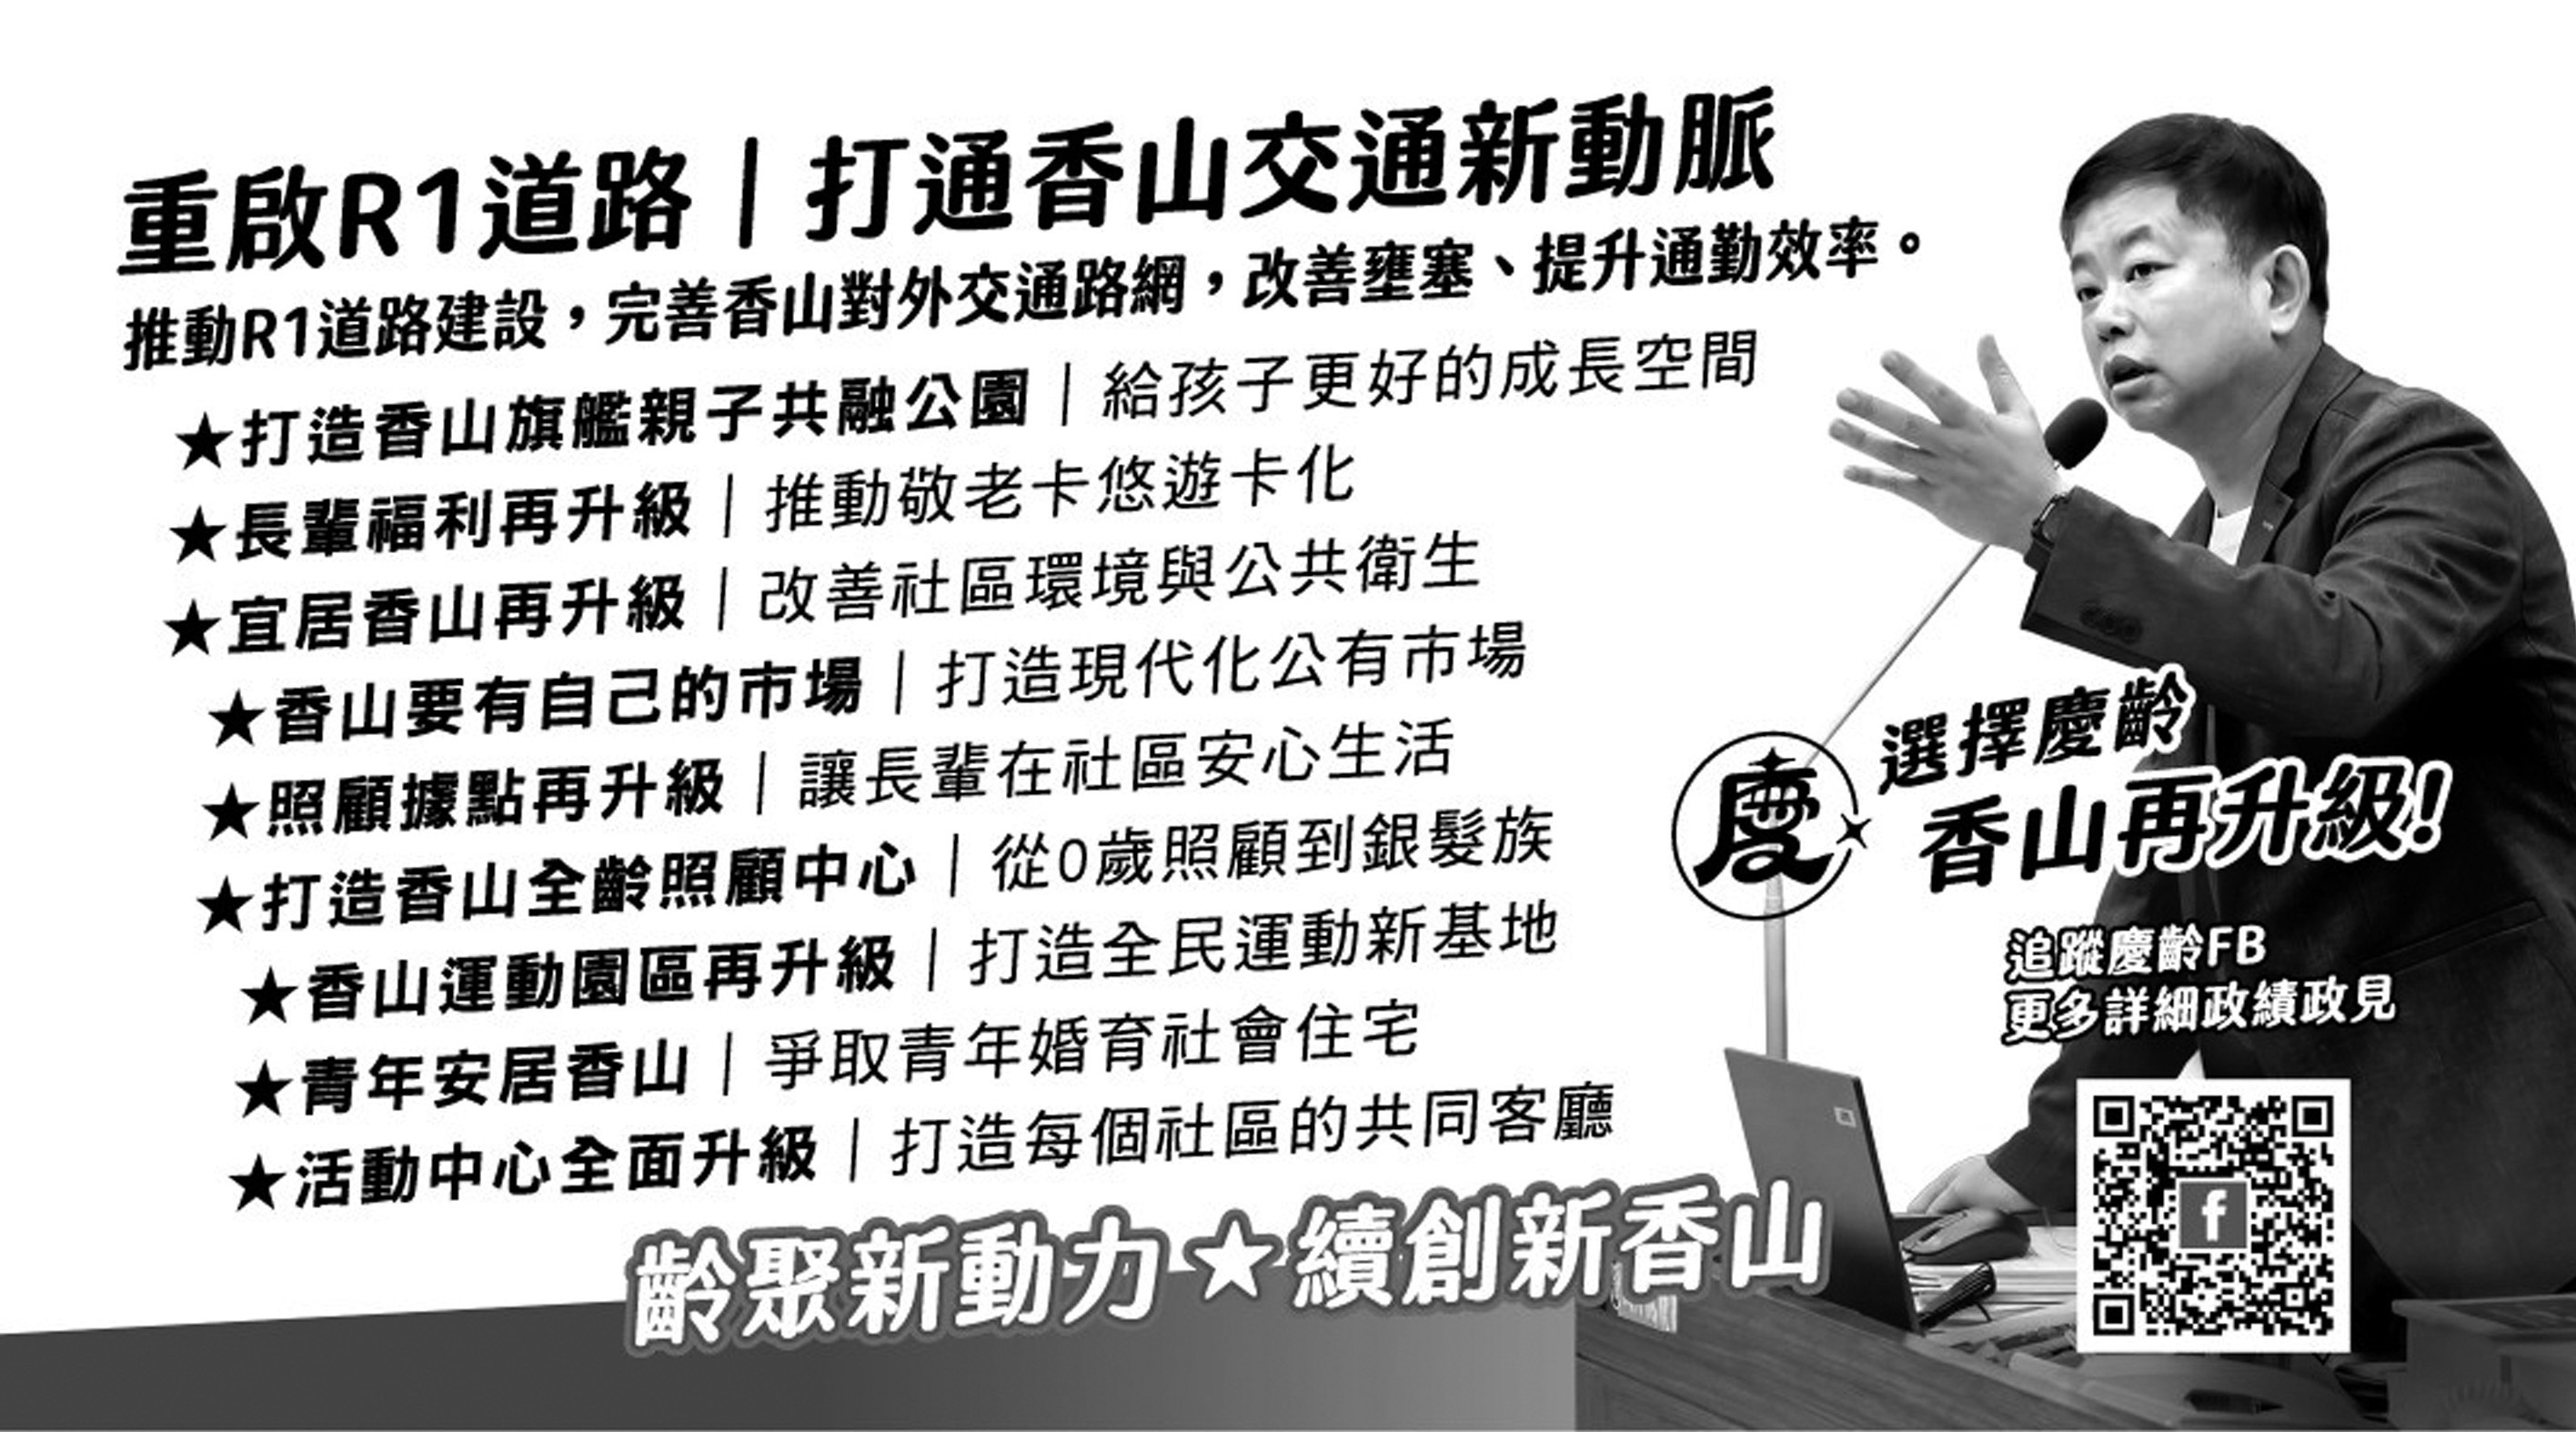 重啟R1道路｜打通香山交通新動脈
推動R1道路建設，完善香山對外交通路網，改善壅塞、提升通勤效率。
★打造香山旗艦親子共融公園｜給孩子更好的成長空間
★長輩福利再升級｜推動敬老卡悠遊卡化
★宜居香山再升級｜改善社區環境與公共衛生
★香山要有自己的市場｜打造現代化公有市場
★照顧據點再升級｜讓長輩在社區安心生活
★打造香山全齡照顧中心｜從0歲照顧到銀髮族
★香山運動園區再升級｜打造全民運動新基地
★青年安居香山｜爭取青年婚育社會住宅
★活動中心全面升級｜打造每個社區的共同客廳
齡聚新動力★續創新香山
慶
選擇慶齡
香山再升級!
追蹤慶齡FB
更多詳細政績政見
f